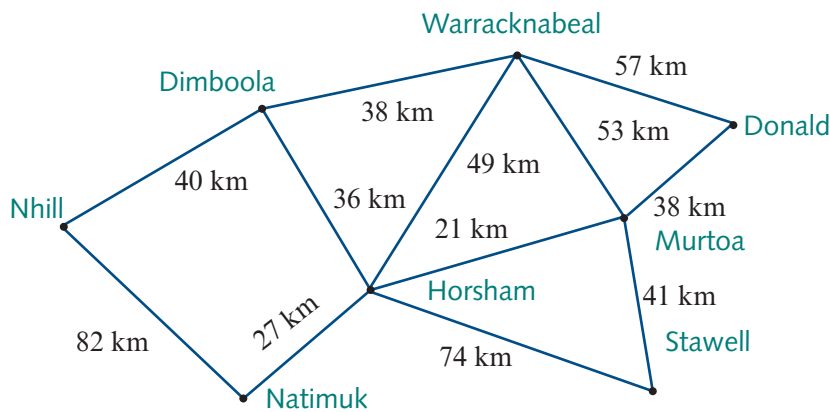 Warracknabeal
57 km
Dimboola
38 km
Donald
53 km
49 km
40 km
36 km
Nhill
38 km
21 km
Murtoa
Horsham
41 km
27 km
82 km
74 km
Stawell
Natimuk